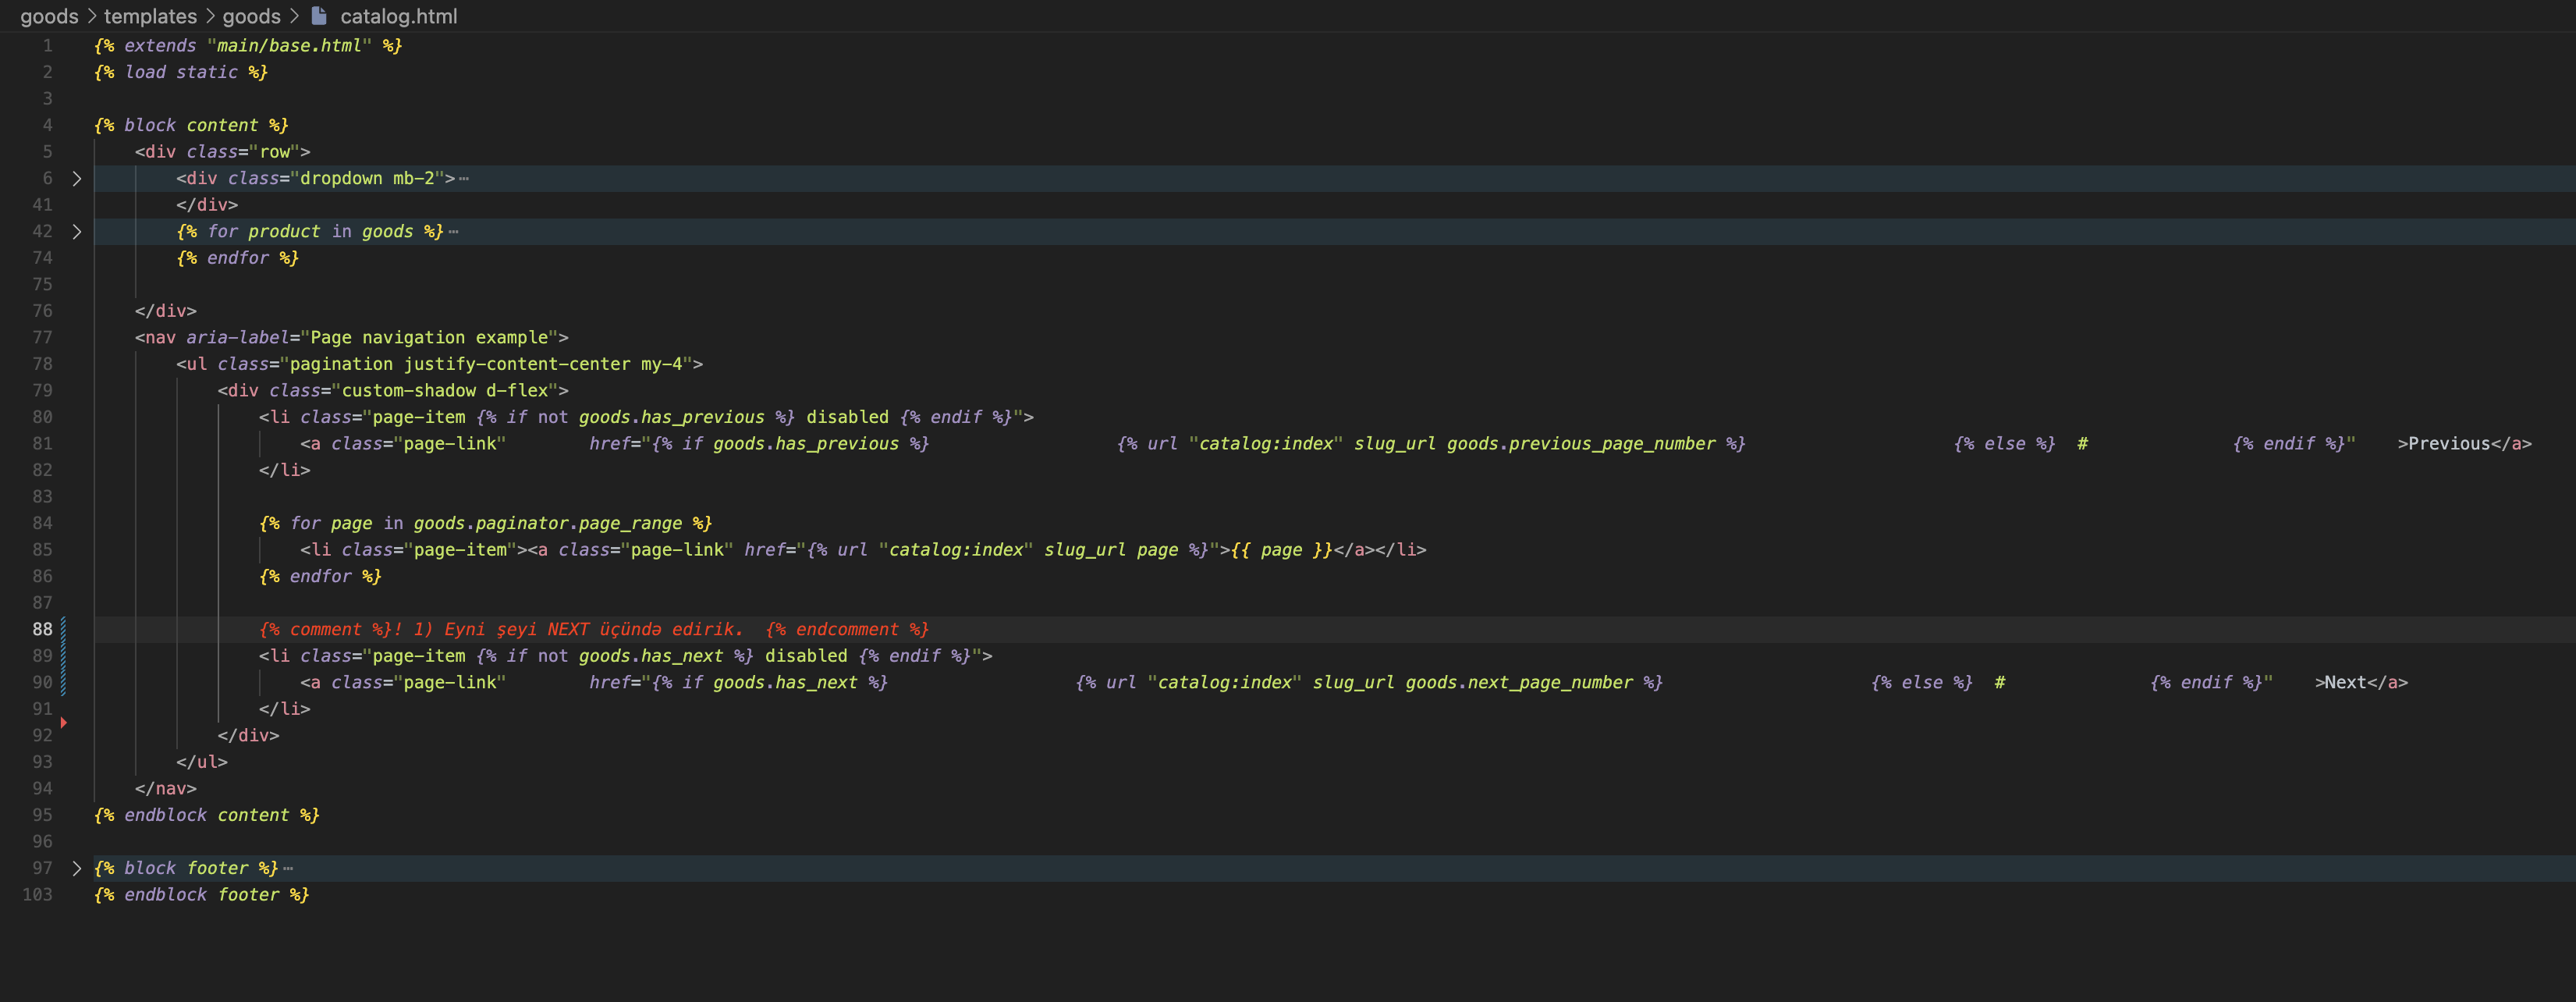 goods > templates > goods > catalog.html
1 {% extends "main/base.html" %}
2 {% load static %}
3
4 {% block content %}
5 <div class="row">
6 <div class="dropdown mb-2">…
41 </div>
42 {% for product in goods %}…
74 {% endfor %}
75
76 </div>
77 <nav aria-label="Page navigation example">
78 <ul class="pagination justify-content-center my-4">
79 <div class="custom-shadow d-flex">
80 <li class="page-item {% if not goods.has_previous %} disabled {% endif %}">
81 <a class="page-link" href="{% if goods.has_previous %} {% url "catalog:index" slug_url goods.previous_page_number %} {% else %} # {% endif %}" >Previous</a>
82 </li>
83
84 {% for page in goods.paginator.page_range %}
85 <li class="page-item"><a class="page-link" href="{% url "catalog:index" slug_url page %}">{{ page }}</a></li>
86 {% endfor %}
87
88 {% comment %}! 1) Eyni şeyi NEXT üçündə edirik. {% endcomment %}
89 <li class="page-item {% if not goods.has_next %} disabled {% endif %}">
90 <a class="page-link" href="{% if goods.has_next %} {% url "catalog:index" slug_url goods.next_page_number %} {% else %} # {% endif %}" >Next</a>
91 </li>
92 </div>
93 </ul>
94 </nav>
95 {% endblock content %}
96
97 {% block footer %}…
103 {% endblock footer %}